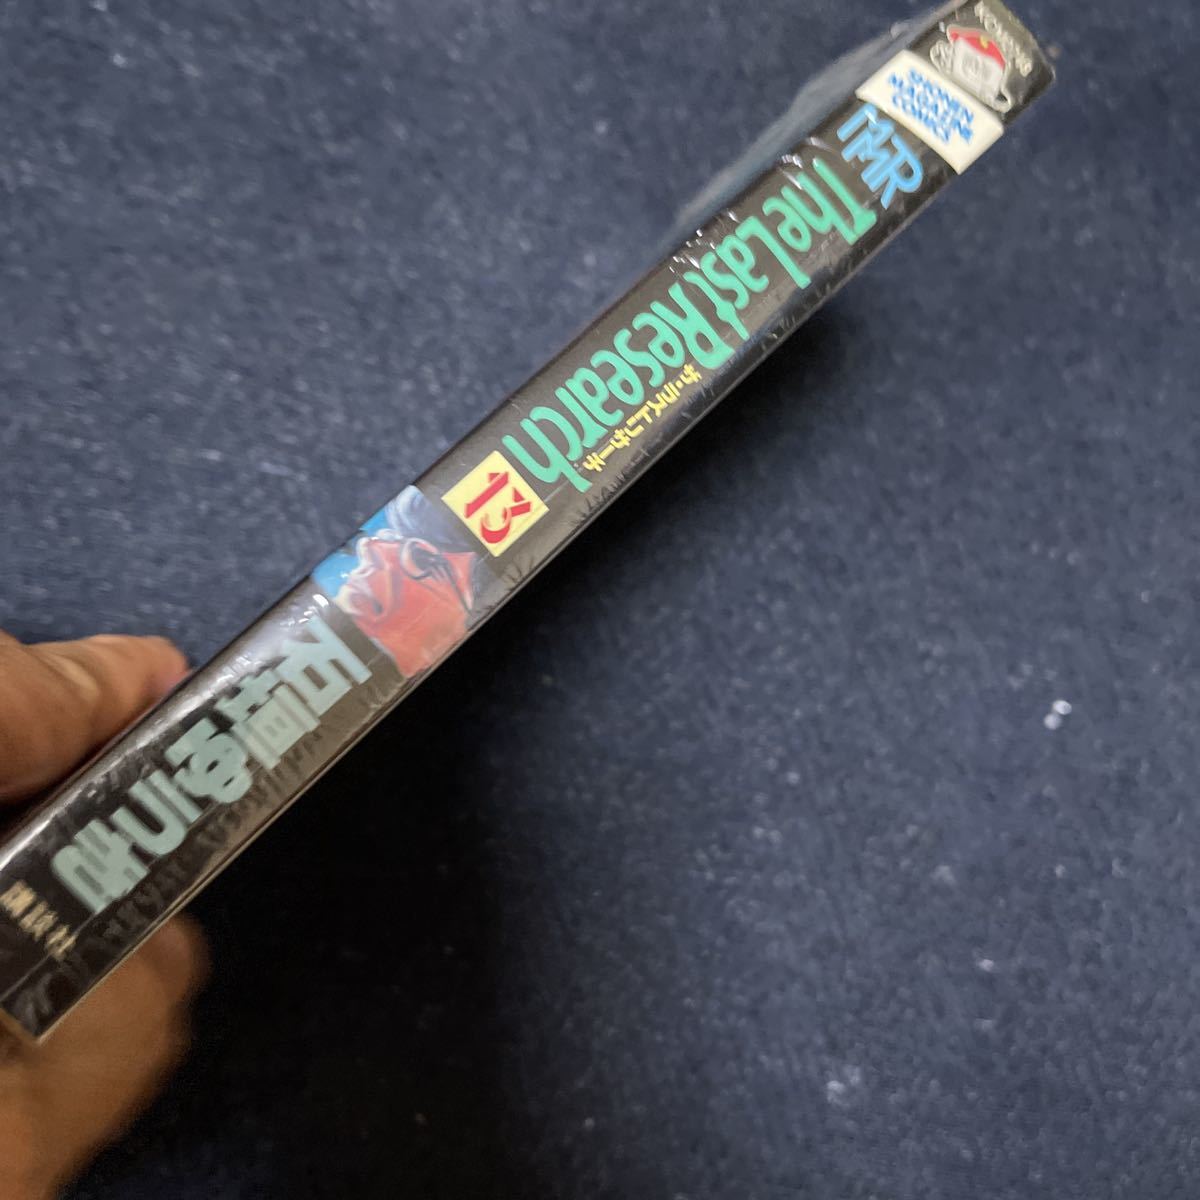 SHONEN
MAGAZINE
COMICS
MMR
The Last Research
ザ・ラストリサーチ
13
石垣ゆうき
講談社